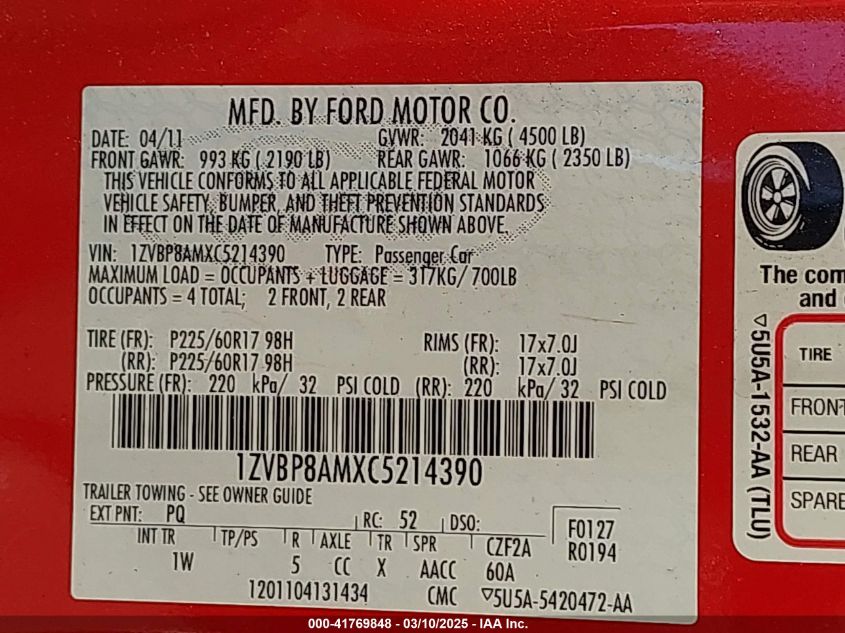 MFD. BY FORD MOTOR CO.
DATE: 04/11 GVWR: 2041 KG ( 4500 LB)
FRONT GAWR: 993 KG ( 2190 LB) REAR GAWR: 1066 KG ( 2350 LB)
THIS VEHICLE CONFORMS TO ALL APPLICABLE FEDERAL MOTOR
VEHICLE SAFETY, BUMPER, AND THEFT PREVENTION STANDARDS
IN EFFECT ON THE DATE OF MANUFACTURE SHOWN ABOVE.
VIN: 1ZVBP8AMXC5214390 TYPE: Passenger Car
MAXIMUM LOAD = OCCUPANTS + LUGGAGE = 317KG/ 700LB
OCCUPANTS = 4 TOTAL; 2 FRONT, 2 REAR
TIRE (FR): P225/60R17 98H RIMS (FR): 17x7.0J
(RR): P225/60R17 98H (RR): 17x7.0J
PRESSURE (FR): 220 kPa/ 32 PSI COLD (RR): 220 kPa/ 32 PSI COLD
1ZVBP8AMXC5214390
TRAILER TOWING - SEE OWNER GUIDE
EXT PNT: PQ RC: 52 DSO: F0127
INT TR TP/PS R AXLE TR SPR CZF2A R0194
1W 5 CC X AACC 60A
1201104131434 CMC 5U5A-5420472-AA
The com
and
5U5A-1532-AA (TLU)
TIRE
FRONT
REAR
SPARE
000-41769848 - 03/10/2025 - IAA Inc.